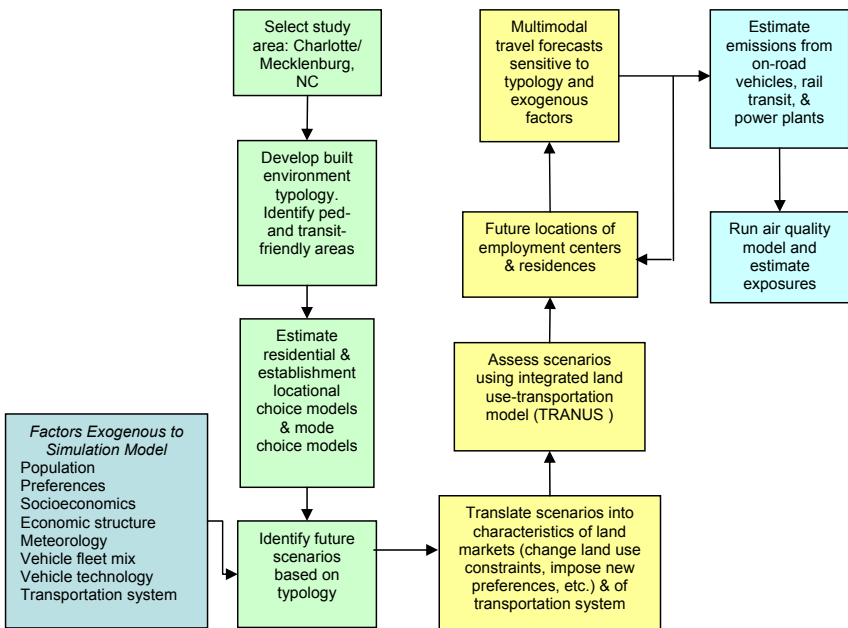 Select study
area: Charlotte/
Mecklenburg,
NC
Develop built
environment
typology.
Identify ped-
and transit-
friendly areas
Estimate
residential &
establishment
locational
choice models
& mode
choice models
Factors Exogenous to
Simulation Model
Population
Preferences
Socioeconomics
Economic structure
Meteorology
Vehicle fleet mix
Vehicle technology
Transportation system
Identify future
scenarios
based on
typology
Translate scenarios into
characteristics of land
markets (change land use
constraints, impose new
preferences, etc.) & of
transportation system
Assess scenarios
using integrated land
use-transportation
model (TRANUS )
Future locations of
employment centers
& residences
Multimodal
travel forecasts
sensitive to
typology and
exogenous
factors
Estimate
emissions from
on-road
vehicles, rail
transit, &
power plants
Run air quality
model and
estimate
exposures